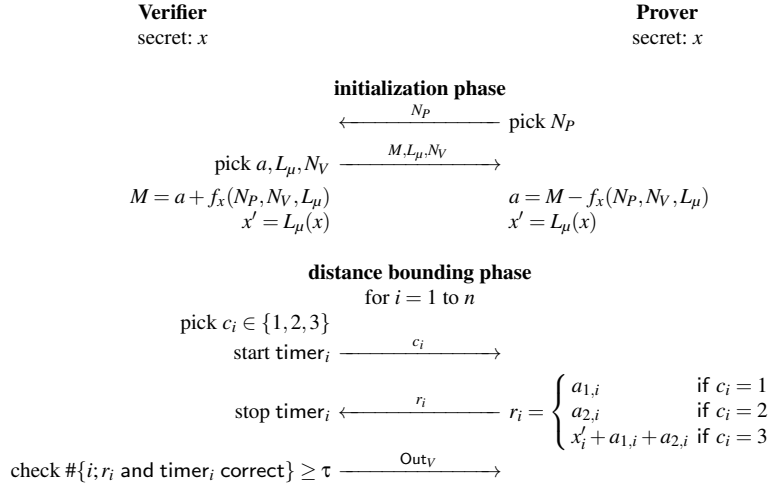 Verifier Prover
secret: x secret: x
initialization phase
N_P
pick N_P
pick a, L_μ, N_V M, L_μ, N_V
M = a + f_x(N_P, N_V, L_μ) a = M − f_x(N_P, N_V, L_μ)
x′ = L_μ(x) x′ = L_μ(x)
distance bounding phase
for i = 1 to n
pick c_i ∈ {1,2,3}
start timer_i c_i
a_{1,i} if c_i = 1
stop timer_i r_i r_i = { a_{2,i} if c_i = 2
x′_i + a_{1,i} + a_{2,i} if c_i = 3
check #{i; r_i and timer_i correct} ≥ τ Out_V